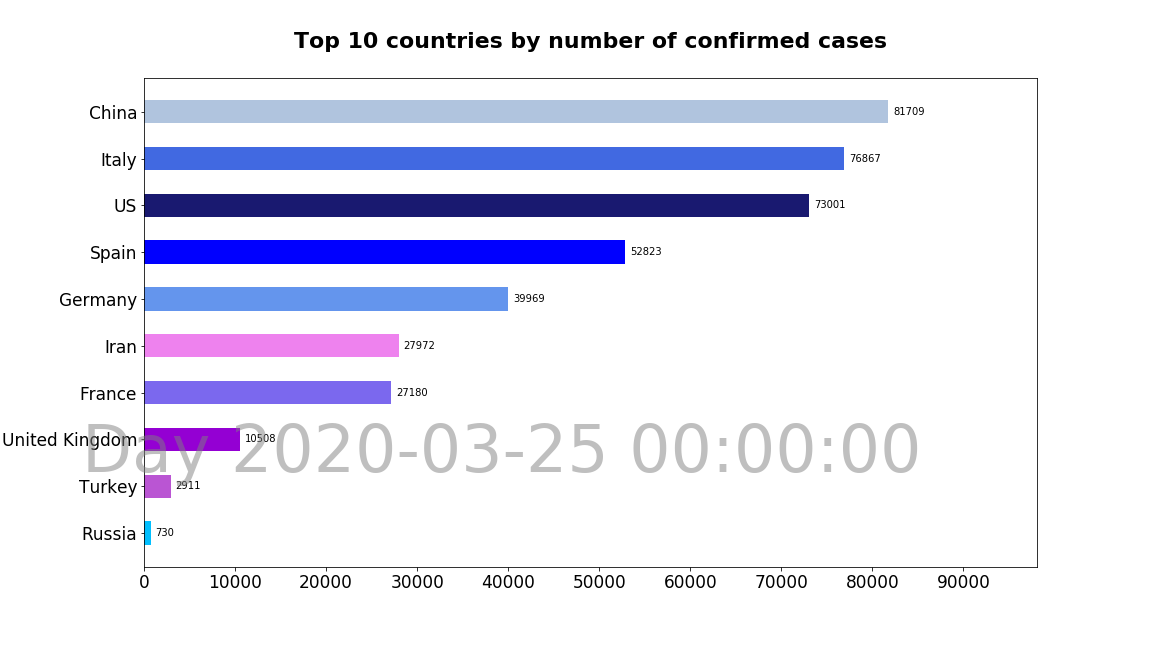 Top 10 countries by number of confirmed cases
China 81709
Italy 76867
US 73001
Spain 52823
Germany 39969
Iran 27972
France 27180
United Kingdom 10508
Day 2020-03-25 00:00:00
Turkey 2911
Russia 730
0 10000 20000 30000 40000 50000 60000 70000 80000 90000